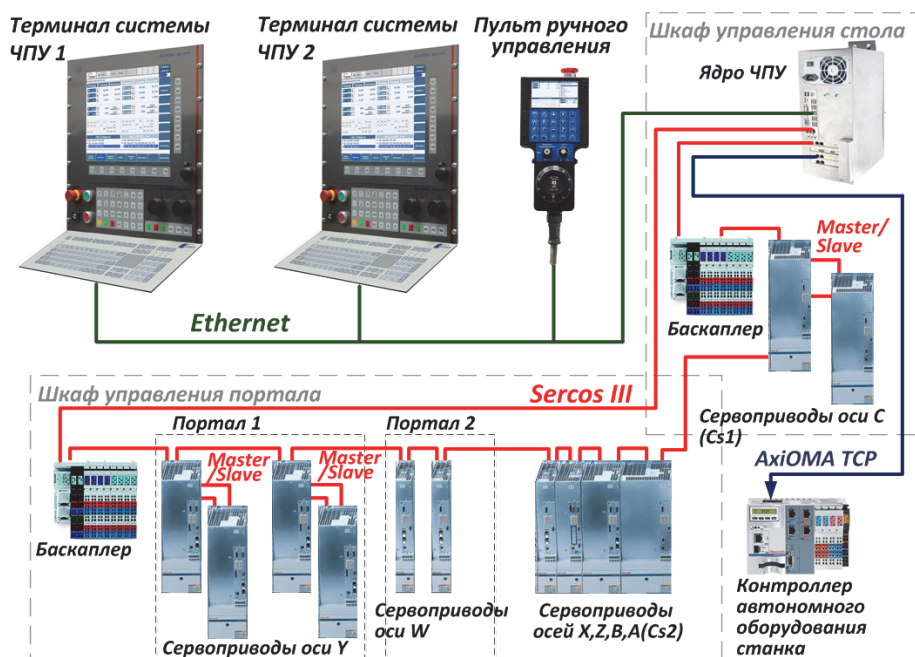 Терминал системы
ЧПУ 1
Терминал системы
ЧПУ 2
Пульт ручного
управления
Шкаф управления стола
Ядро ЧПУ
Master/
Slave
Баскаплер
Ethernet
Сервоприводы оси C
(Cs1)
Шкаф управления портала
Sercos III
Портал 1
Портал 2
Master
/Slave
Master
/Slave
AxiOMA TCP
Баскаплер
Сервоприводы оси Y
Сервоприводы
оси W
Сервоприводы
осей X,Z,B,A(Cs2)
Контроллер
автономного
оборудования
станка